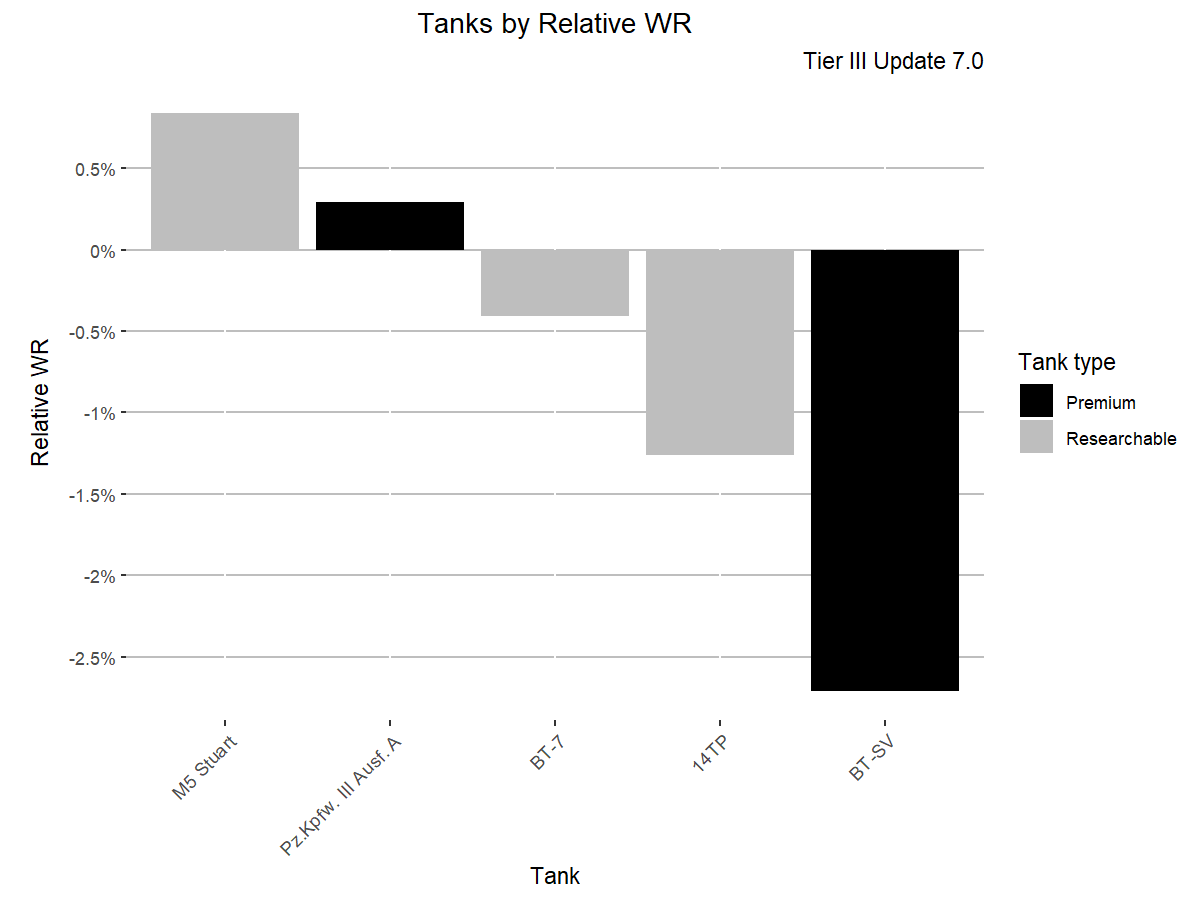 Tanks by Relative WR
Tier III Update 7.0
0.5%
0%
-0.5%
-1%
-1.5%
-2%
-2.5%
Relative WR
M5 Stuart
Pz.Kpfw. III Ausf. A
BT-7
14TP
BT-SV
Tank
Tank type
Premium
Researchable